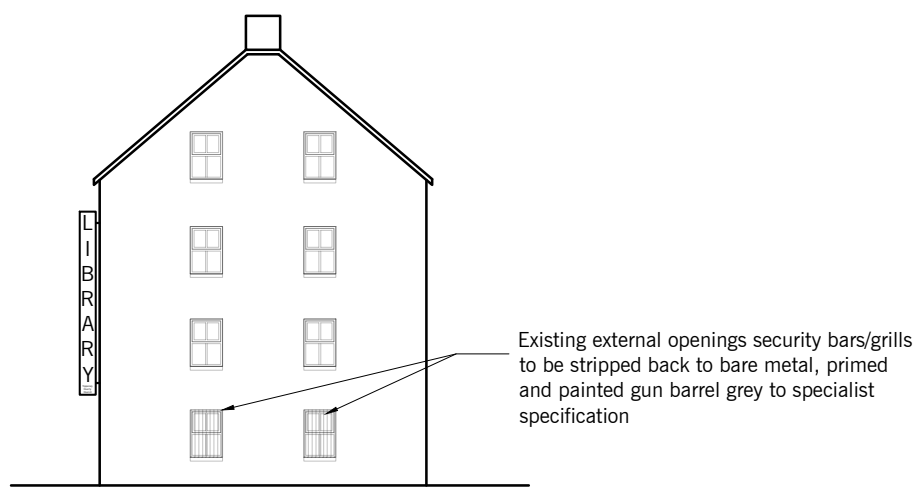 LIBRARY
Existing external openings security bars/grills
to be stripped back to bare metal, primed
and painted gun barrel grey to specialist
specification